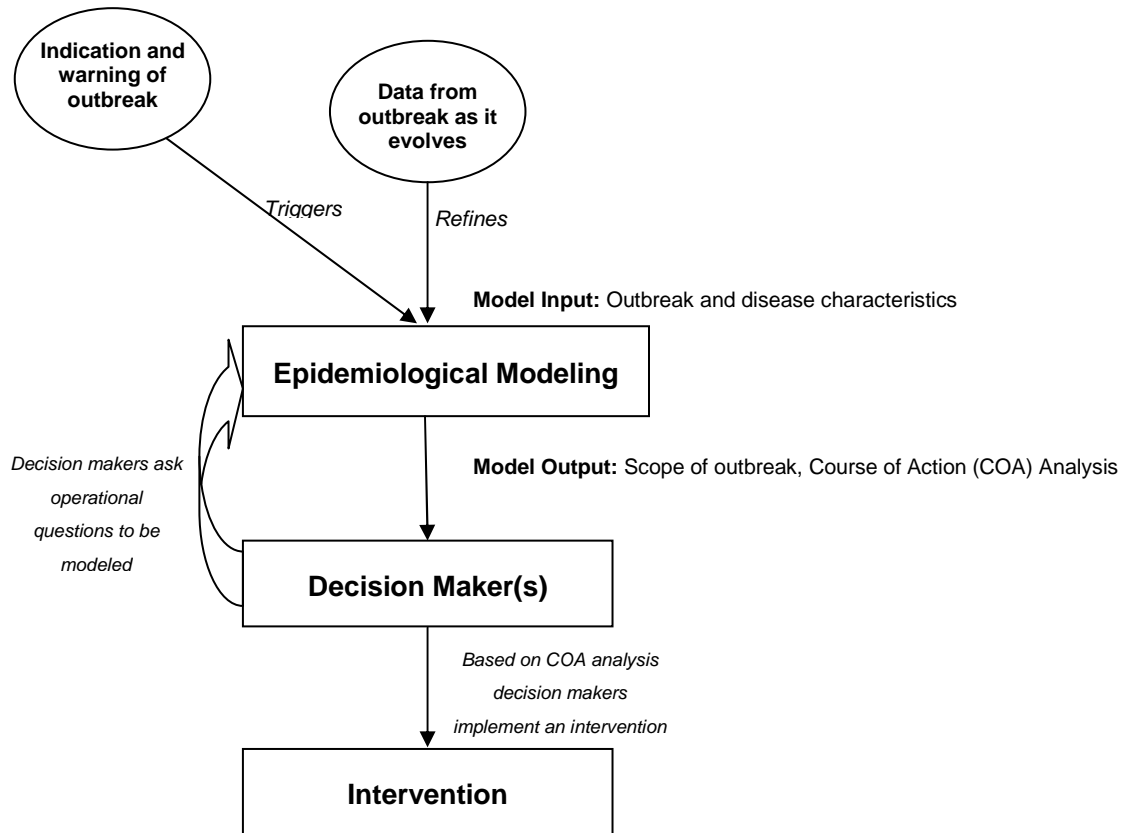 Indication and
warning of
outbreak
Data from
outbreak as it
evolves
Triggers
Refines
Model Input: Outbreak and disease characteristics
Epidemiological Modeling
Decision makers ask
operational
questions to be
modeled
Model Output: Scope of outbreak, Course of Action (COA) Analysis
Decision Maker(s)
Based on COA analysis
decision makers
implement an intervention
Intervention